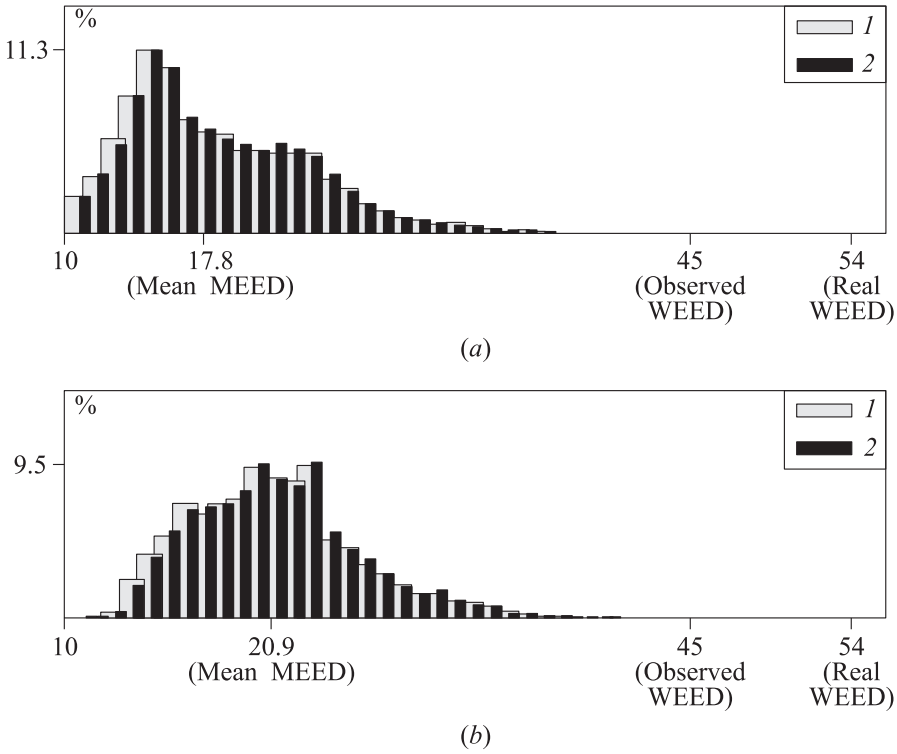 %
1
11.3
2
10 17.8 45 54
(Mean MEED) (Observed (Real
WEED) WEED)
(a)
%
1
9.5
2
10 20.9 45 54
(Mean MEED) (Observed (Real
WEED) WEED)
(b)